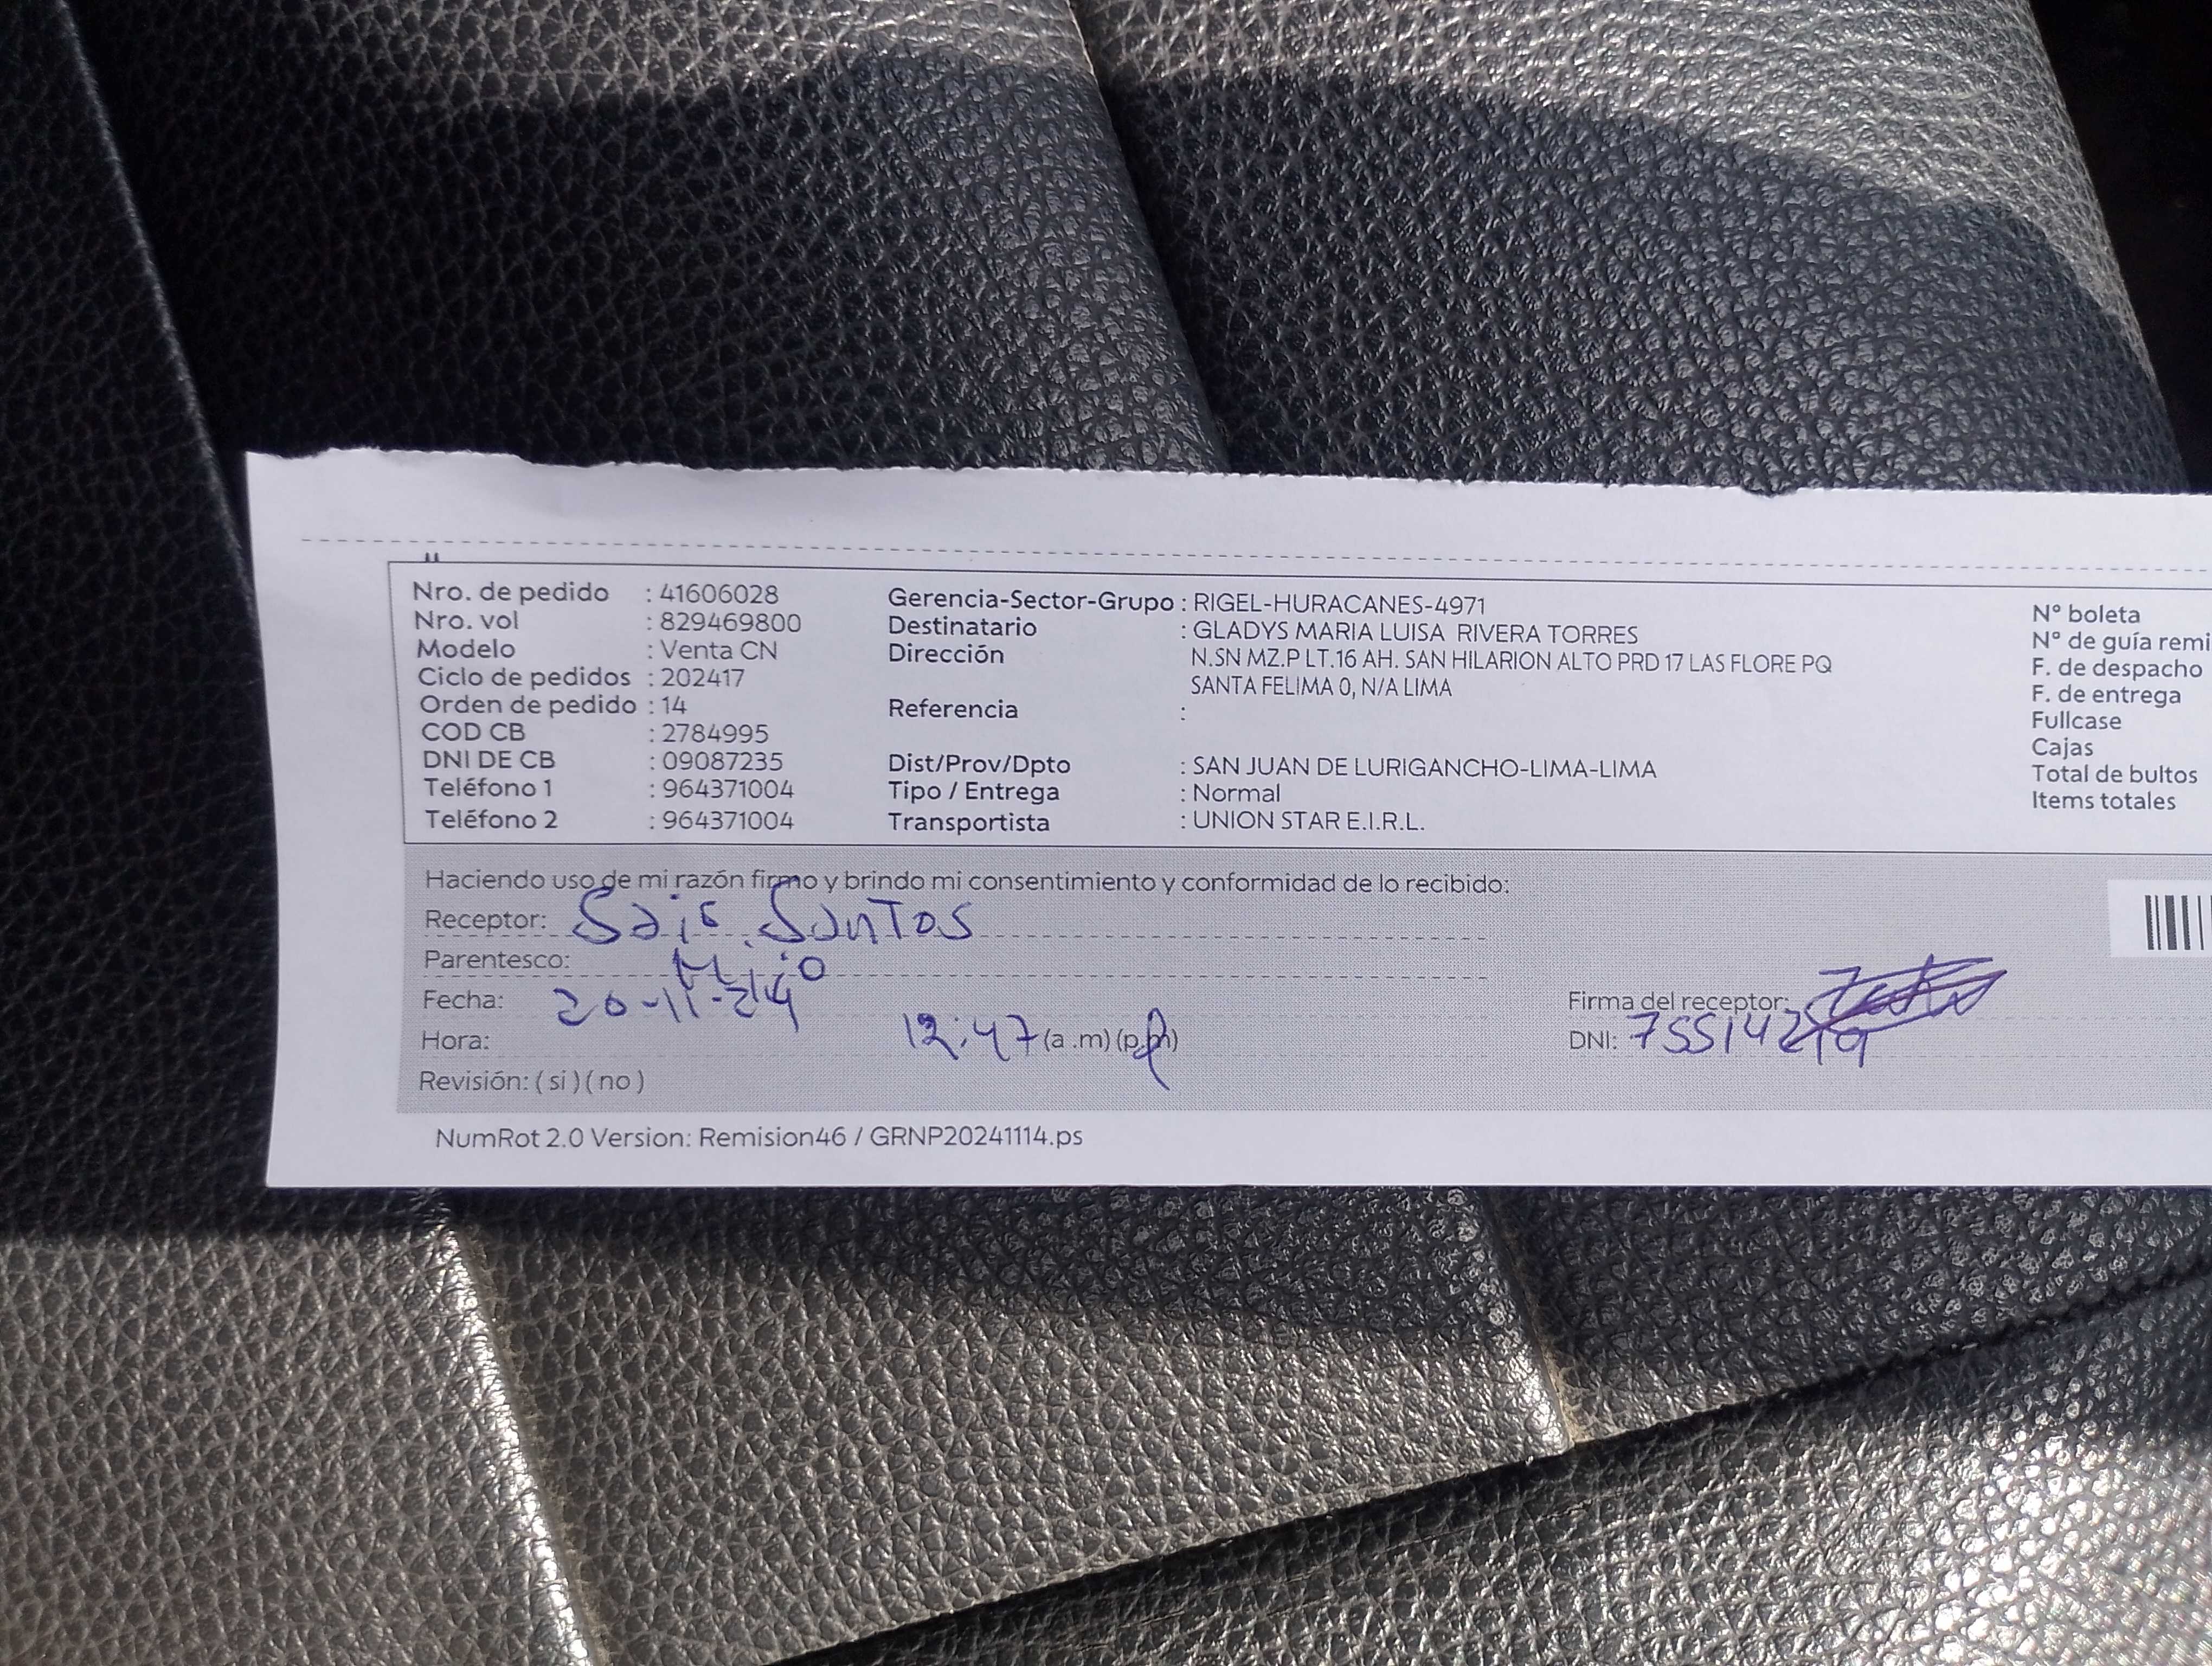 Nro. de pedido : 41606028
Nro. vol : 829469800
Modelo : Venta CN
Ciclo de pedidos : 202417
Orden de pedido : 14
COD CB : 2784995
DNI DE CB : 09087235
Teléfono 1 : 964371004
Teléfono 2 : 964371004
Gerencia-Sector-Grupo : RIGEL-HURACANES-4971
Destinatario : GLADYS MARIA LUISA RIVERA TORRES
Dirección N.SN MZ.P LT.16 AH. SAN HILARION ALTO PRD 17 LAS FLORE PQ
SANTA FELIMA 0, N/A LIMA
Referencia :
Dist/Prov/Dpto : SAN JUAN DE LURIGANCHO-LIMA-LIMA
Tipo / Entrega : Normal
Transportista : UNION STAR E.I.R.L.
N° boleta
N° de guía remi
F. de despacho
F. de entrega
Fullcase
Cajas
Total de bultos
Items totales
Haciendo uso de mi razón firmo y brindo mi consentimiento y conformidad de lo recibido:
Receptor: Santos
Parentesco:
Fecha: 20-11-24
Hora: 12:47 (a .m) (p.m)
Revisión: ( si ) ( no )
Firma del receptor:
DNI:
NumRot 2.0 Version: Remision46 / GRNP20241114.ps